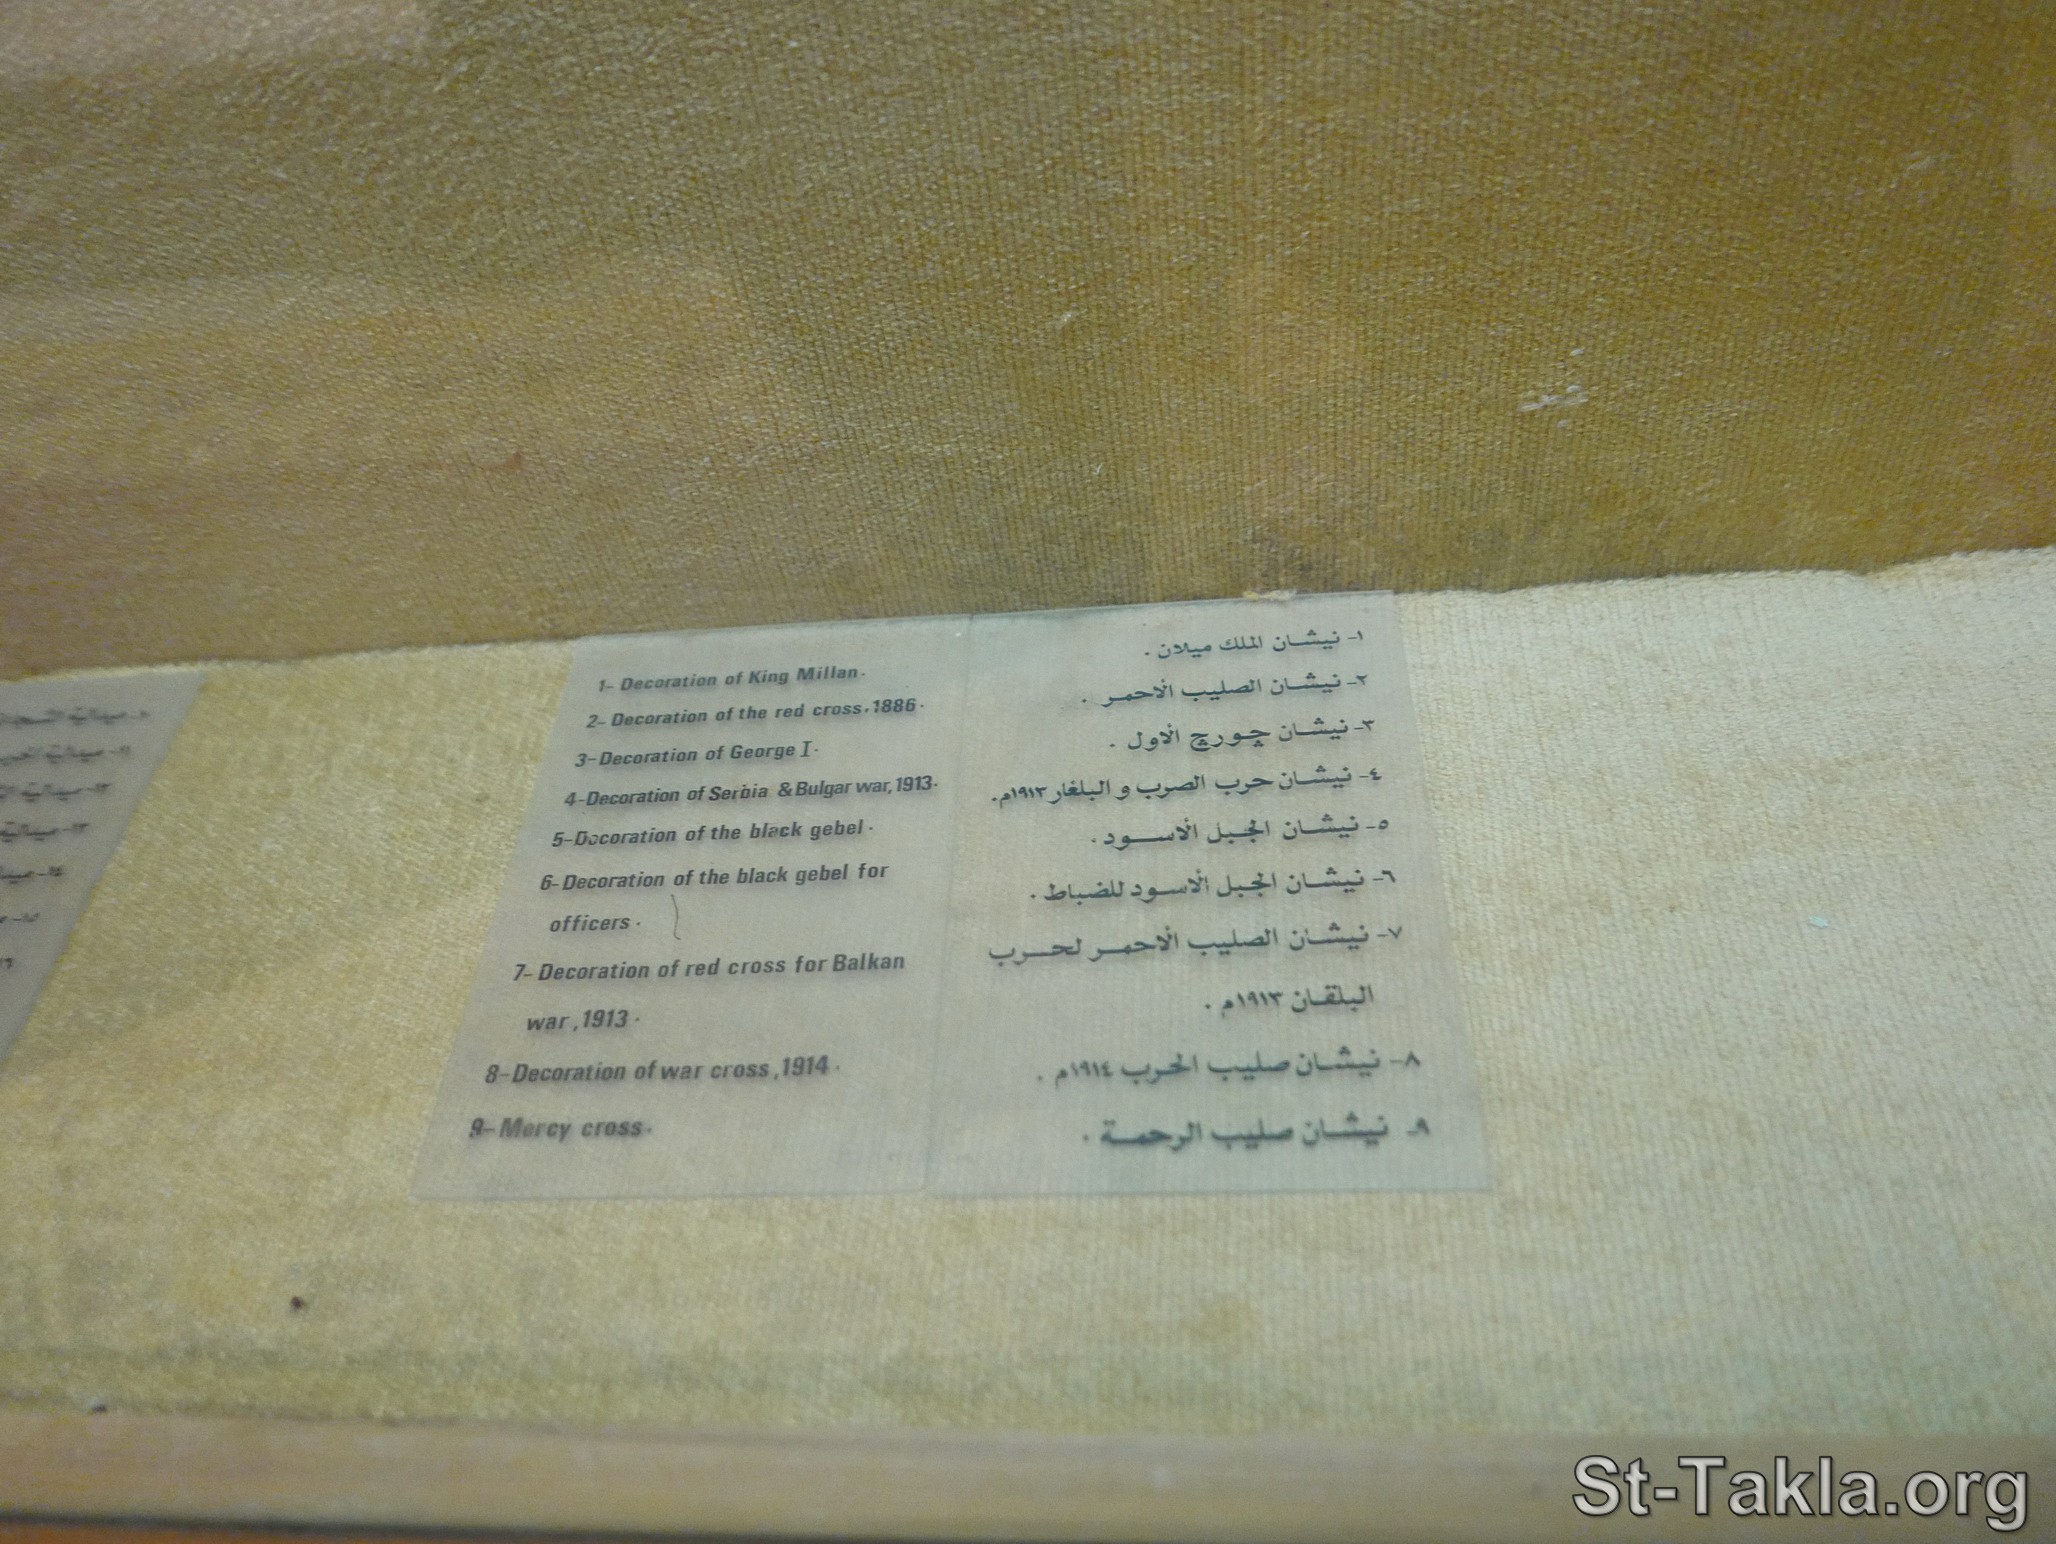 1- Decoration of King Millan.
2- Decoration of the red cross.1886.
3-Decoration of George I.
4-Decoration of Serbia & Bulgar war,1913.
5-Decoration of the black gebel.
6-Decoration of the black gebel for
officers.
7-Decoration of red cross for Balkan
war,1913.
8-Decoration of war cross,1914.
9-Mercy cross.
١- نيشان الملك ميلان.
٢- نيشان الصليب الأحمر.
٣- نيشان چورچ الأول.
٤- نيشان حرب الصرب و البلغار ١٩١٣م.
٥- نيشان الجبل الأسود.
٦- نيشان الجبل الأسود للضباط.
٧- نيشان الصليب الأحمر لحرب
البلقان ١٩١٣م.
٨- نيشان صليب الحرب ١٩١٤م.
٩- نيشان صليب الرحمة.
St-Takla.org